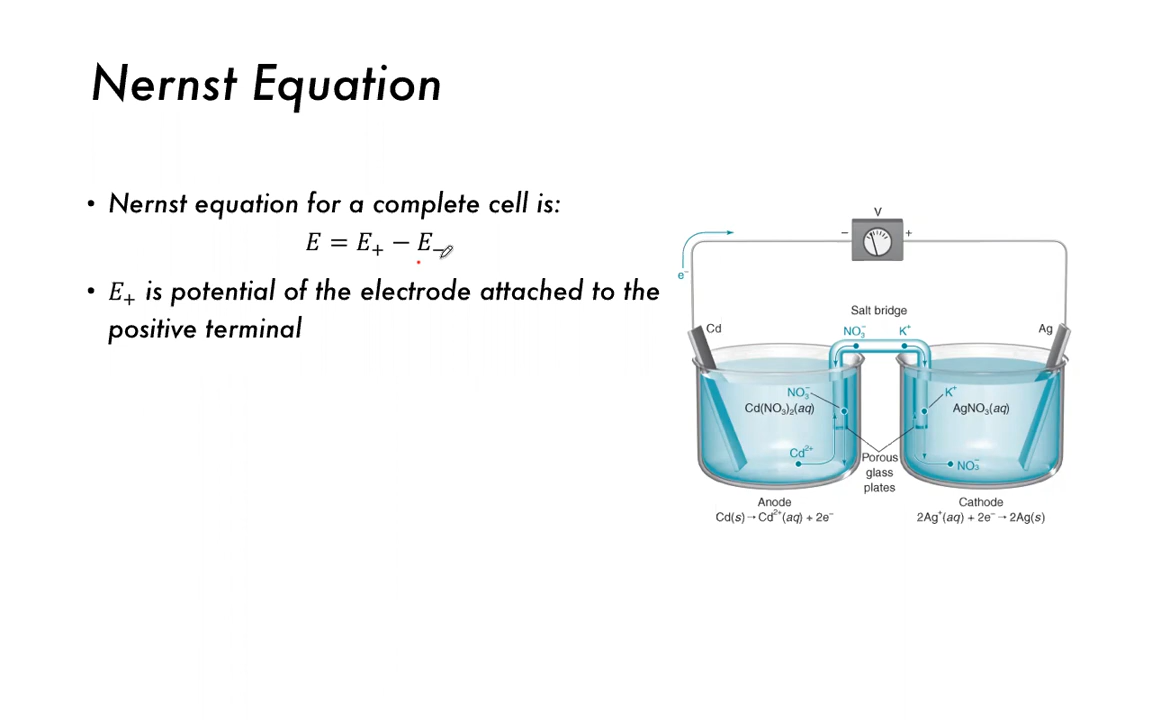 Nernst Equation
• Nernst equation for a complete cell is:
E = E₊ − E₋
• E₊ is potential of the electrode attached to the
positive terminal
V
− +
e⁻
Salt bridge
Cd NO₃⁻ K⁺ Ag
NO₃⁻ K⁺
Cd(NO₃)₂(aq) AgNO₃(aq)
Cd²⁺ Porous NO₃⁻
glass
plates
Anode Cathode
Cd(s) → Cd²⁺(aq) + 2e⁻ 2Ag⁺(aq) + 2e⁻ → 2Ag(s)